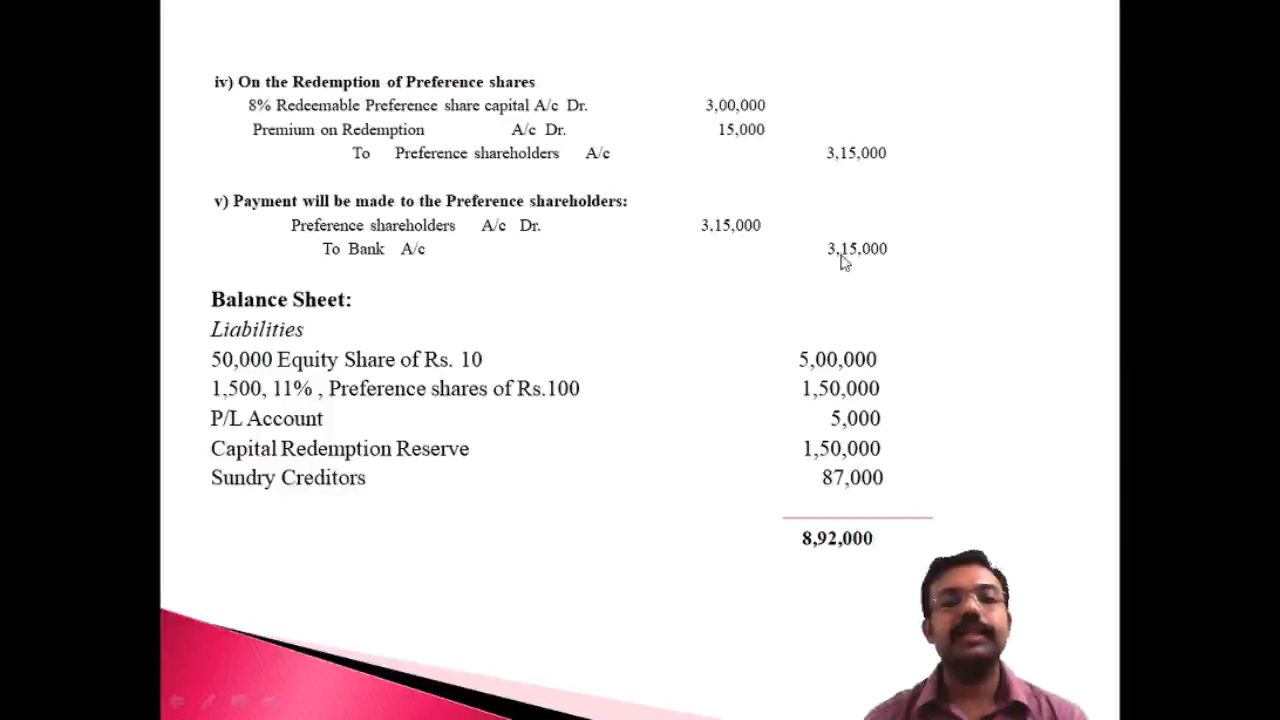 iv) On the Redemption of Preference shares
8% Redeemable Preference share capital A/c Dr. 3,00,000
Premium on Redemption A/c Dr. 15,000
To Preference shareholders A/c 3,15,000
v) Payment will be made to the Preference shareholders:
Preference shareholders A/c Dr. 3,15,000
To Bank A/c 3,15,000
Balance Sheet:
Liabilities
50,000 Equity Share of Rs. 10 5,00,000
1,500, 11% , Preference shares of Rs.100 1,50,000
P/L Account 5,000
Capital Redemption Reserve 1,50,000
Sundry Creditors 87,000
8,92,000